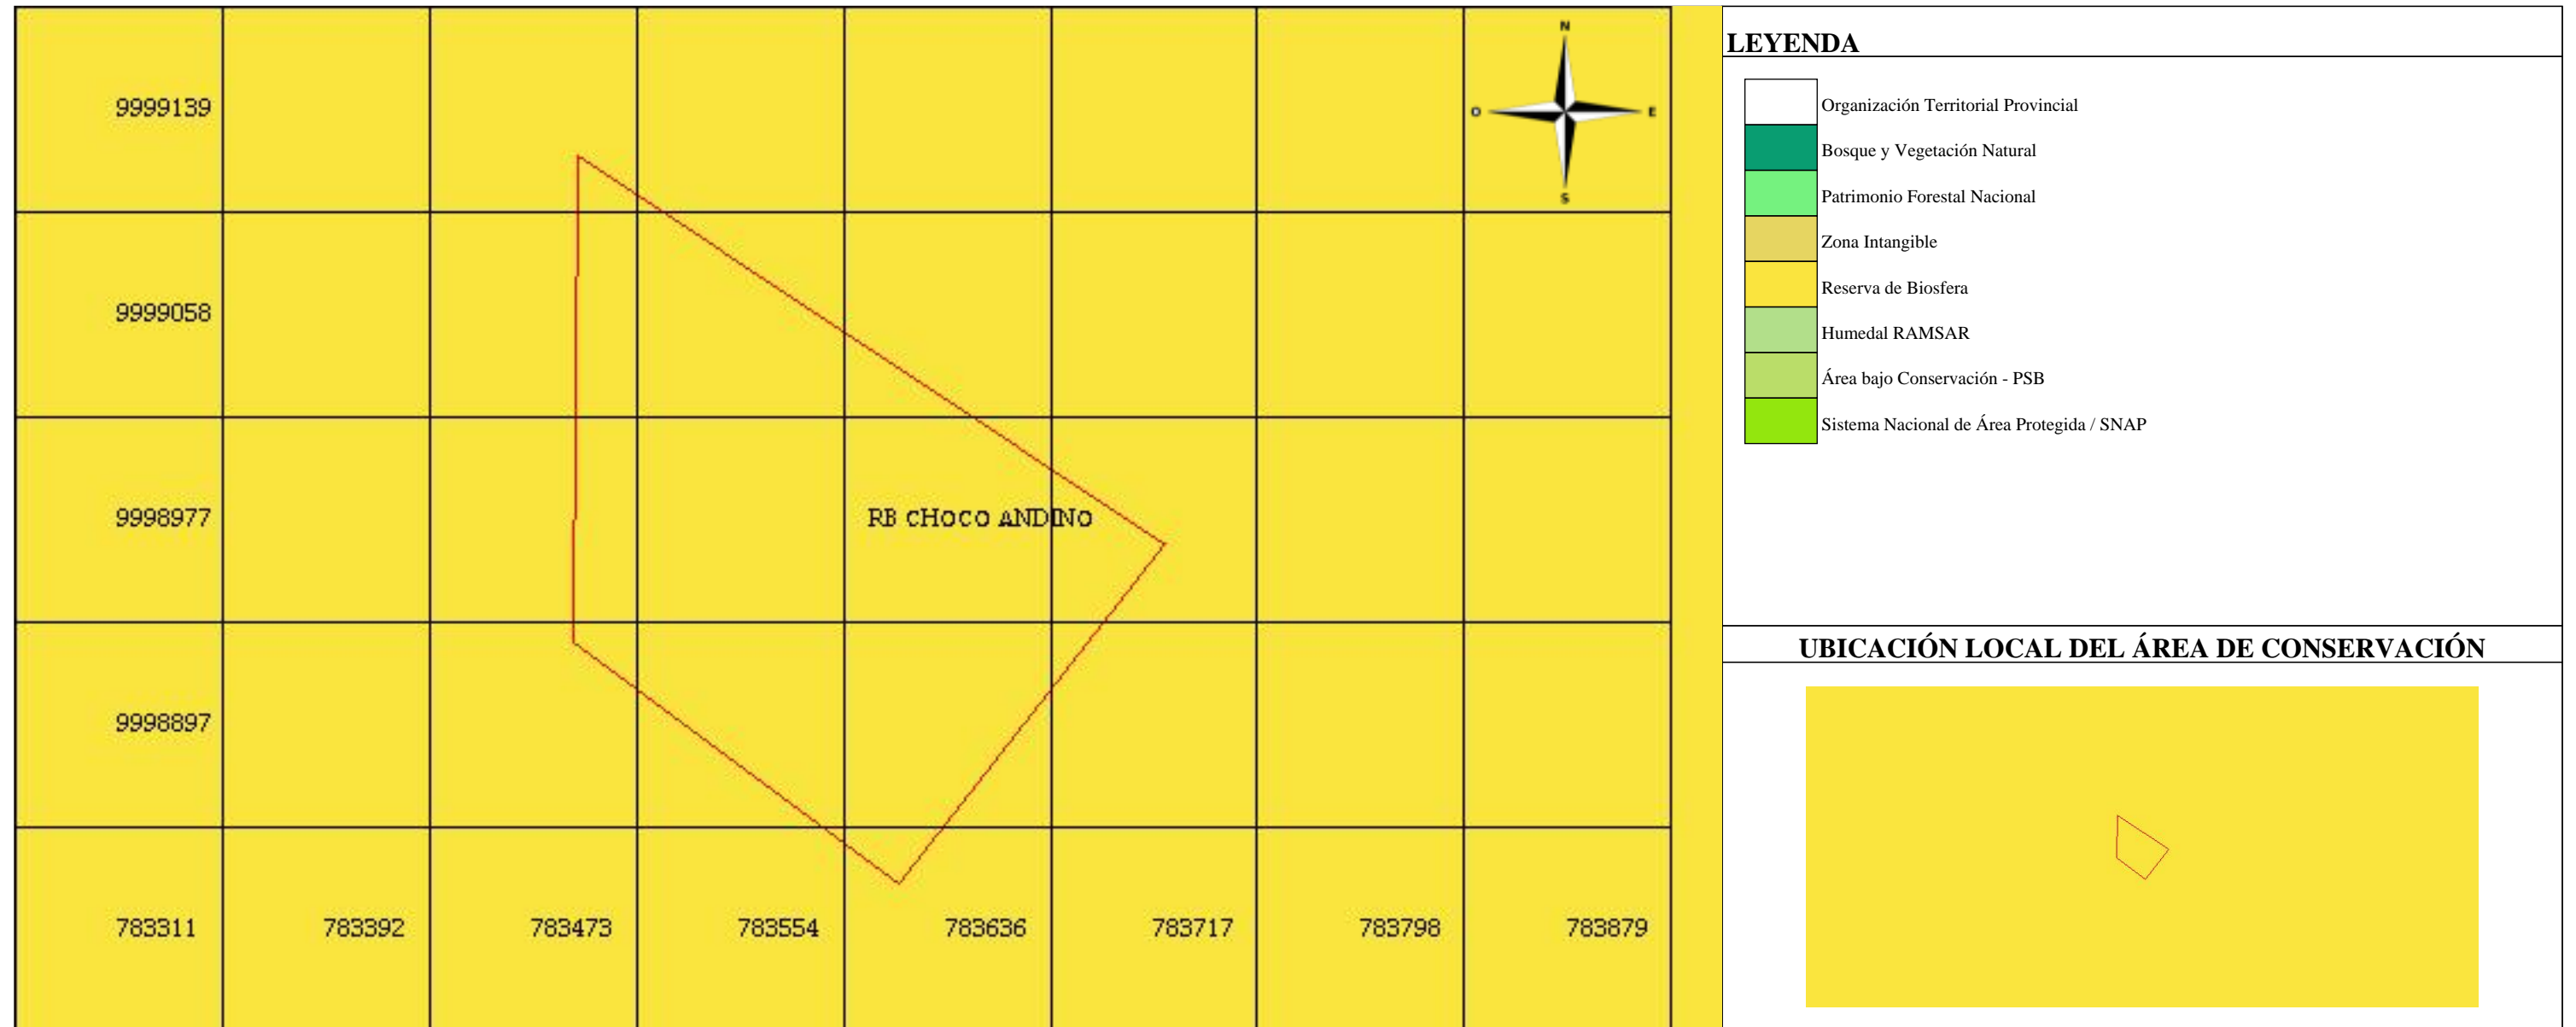 N
O
E
S
9999139
9999058
9998977
RB cHOCO ANDINO
9998897
783311
783392
783473
783554
783636
783717
783798
783879
LEYENDA
Organización Territorial Provincial
Bosque y Vegetación Natural
Patrimonio Forestal Nacional
Zona Intangible
Reserva de Biosfera
Humedal RAMSAR
Área bajo Conservación - PSB
Sistema Nacional de Área Protegida / SNAP
UBICACIÓN LOCAL DEL ÁREA DE CONSERVACIÓN